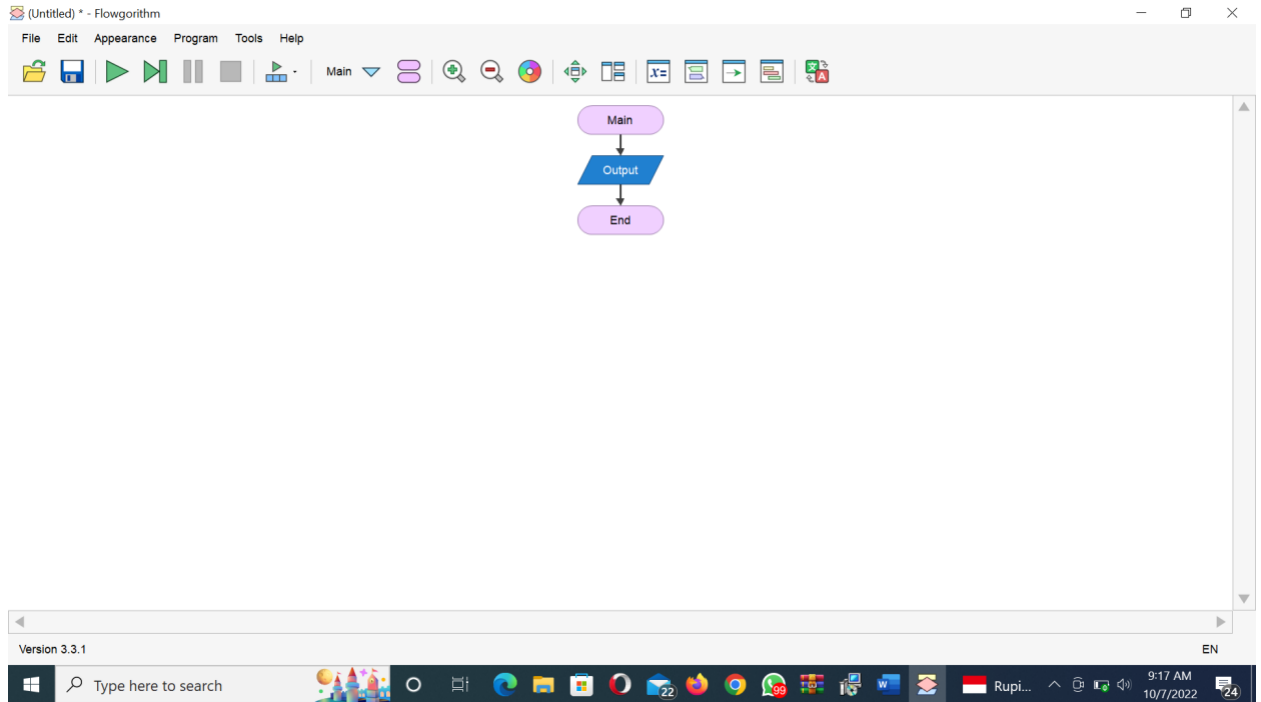 (Untitled) * - Flowgorithm
File Edit Appearance Program Tools Help
Main
x=
A
Main
Output
End
Version 3.3.1
EN
Type here to search
22
99
W
Rupi...
9:17 AM
10/7/2022
24